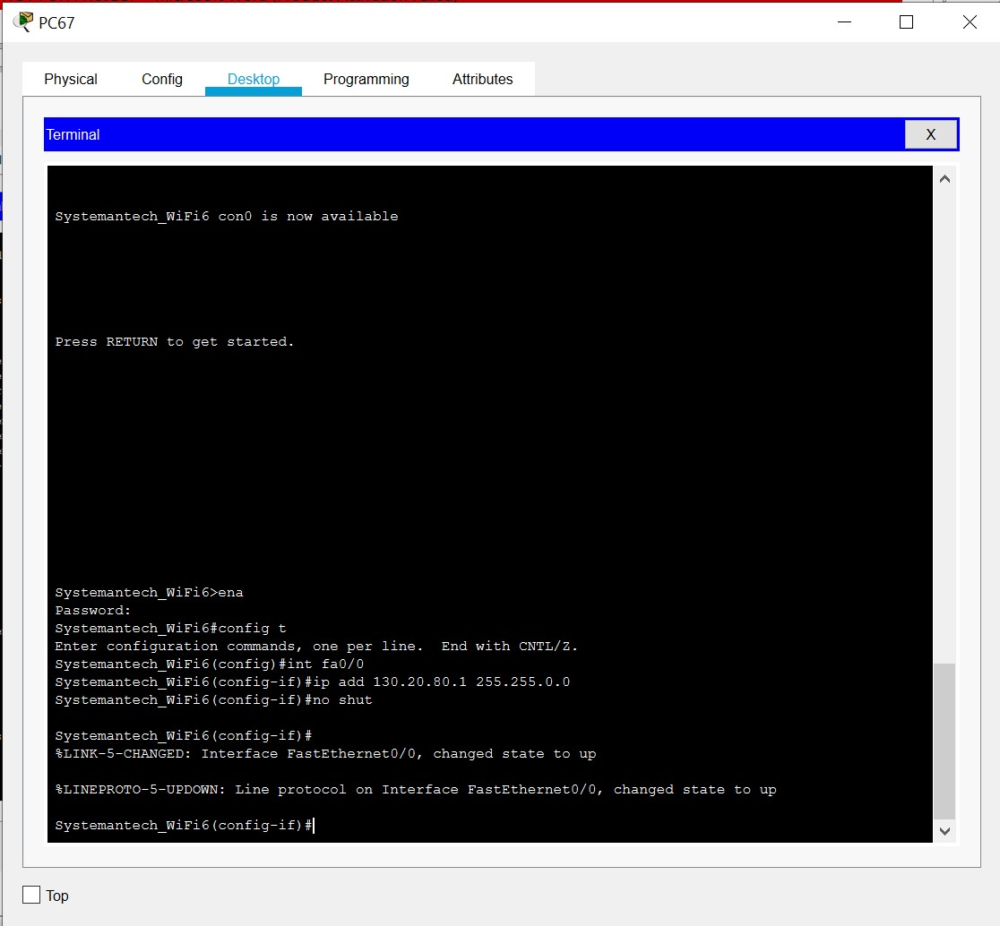 PC67
Physical Config Desktop Programming Attributes
Terminal X
Systemantech_WiFi6 con0 is now available
Press RETURN to get started.
Systemantech_WiFi6>ena
Password:
Systemantech_WiFi6#config t
Enter configuration commands, one per line.  End with CNTL/Z.
Systemantech_WiFi6(config)#int fa0/0
Systemantech_WiFi6(config-if)#ip add 130.20.80.1 255.255.0.0
Systemantech_WiFi6(config-if)#no shut
Systemantech_WiFi6(config-if)#
%LINK-5-CHANGED: Interface FastEthernet0/0, changed state to up
%LINEPROTO-5-UPDOWN: Line protocol on Interface FastEthernet0/0, changed state to up
Systemantech_WiFi6(config-if)#
Top